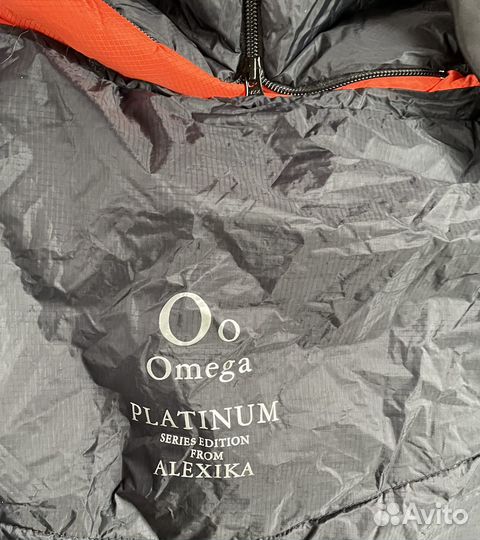 Oo
Omega
PLATINUM
SERIES EDITION
FROM
ALEXIKA
Avito